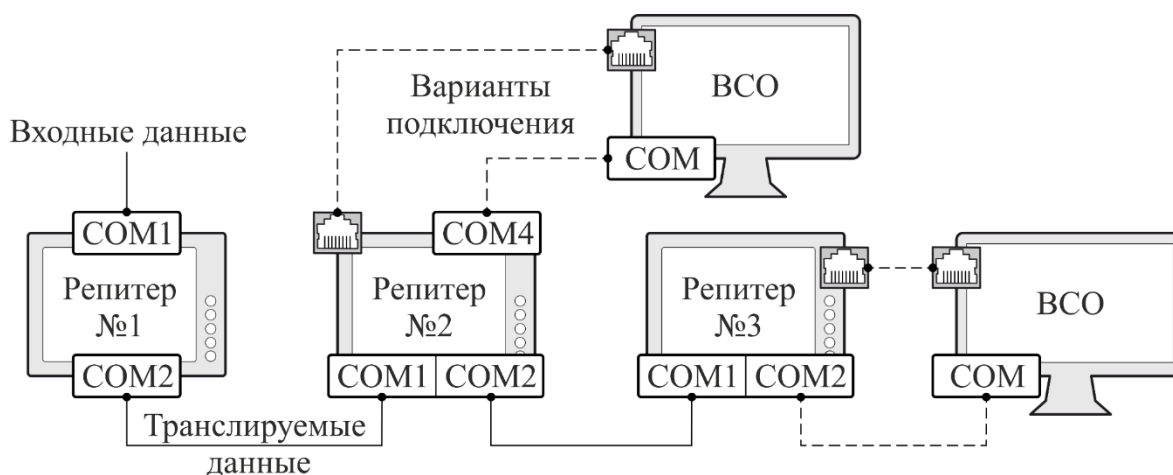 ВСО
Варианты
подключения
Входные данные
COM
COM1
COM4
Репитер
№1
Репитер
№2
Репитер
№3
ВСО
COM2
COM1
COM2
COM1
COM2
COM
Транслируемые
данные